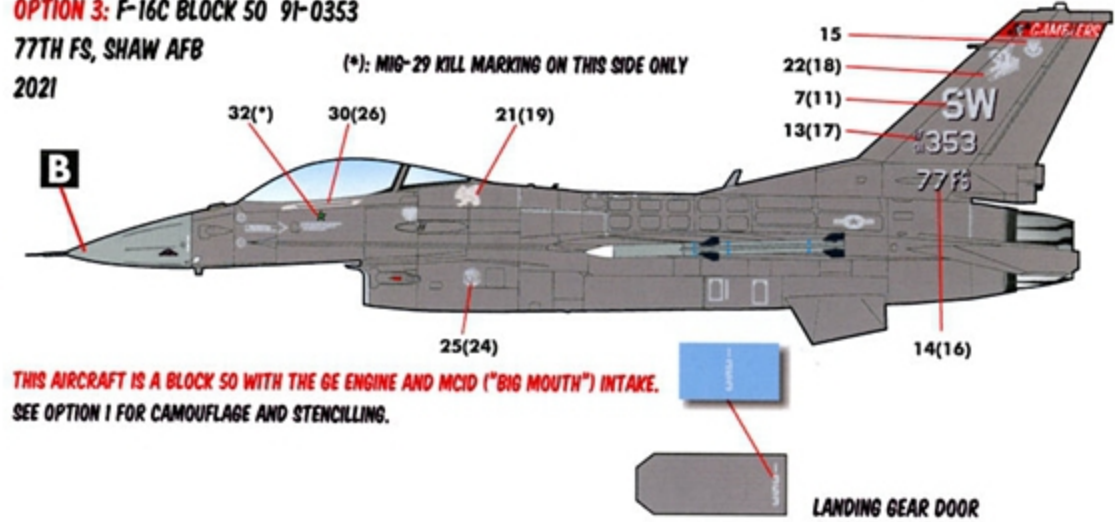 OPTION 3: F-16C BLOCK 50 91-0353
77TH FS, SHAW AFB
2021
(*): MIG-29 KILL MARKING ON THIS SIDE ONLY
15
GAMBLERS
22(18)
7(11)
SW
13(17)
353
77 FS
32(*)
30(26)
21(19)
B
25(24)
14(16)
THIS AIRCRAFT IS A BLOCK 50 WITH THE GE ENGINE AND MCID ("BIG MOUTH") INTAKE.
SEE OPTION 1 FOR CAMOUFLAGE AND STENCILLING.
LANDING GEAR DOOR